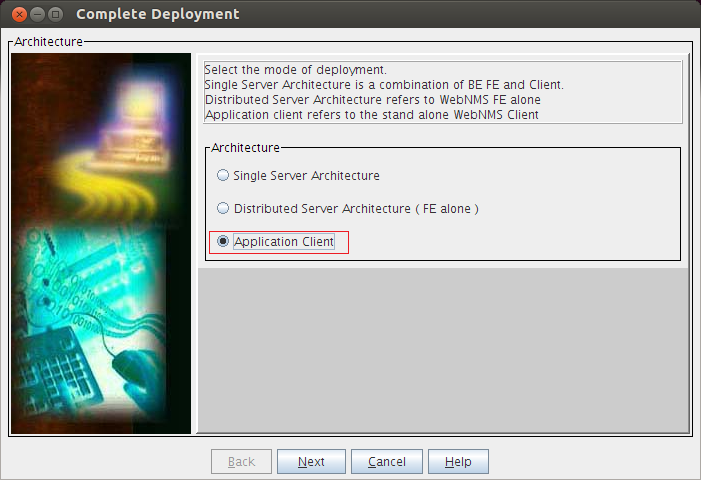 Complete Deployment
Architecture
Select the mode of deployment.
Single Server Architecture is a combination of BE FE and Client.
Distributed Server Architecture refers to WebNMS FE alone
Application client refers to the stand alone WebNMS Client
Architecture
Single Server Architecture
Distributed Server Architecture ( FE alone )
Application Client
Back Next Cancel Help